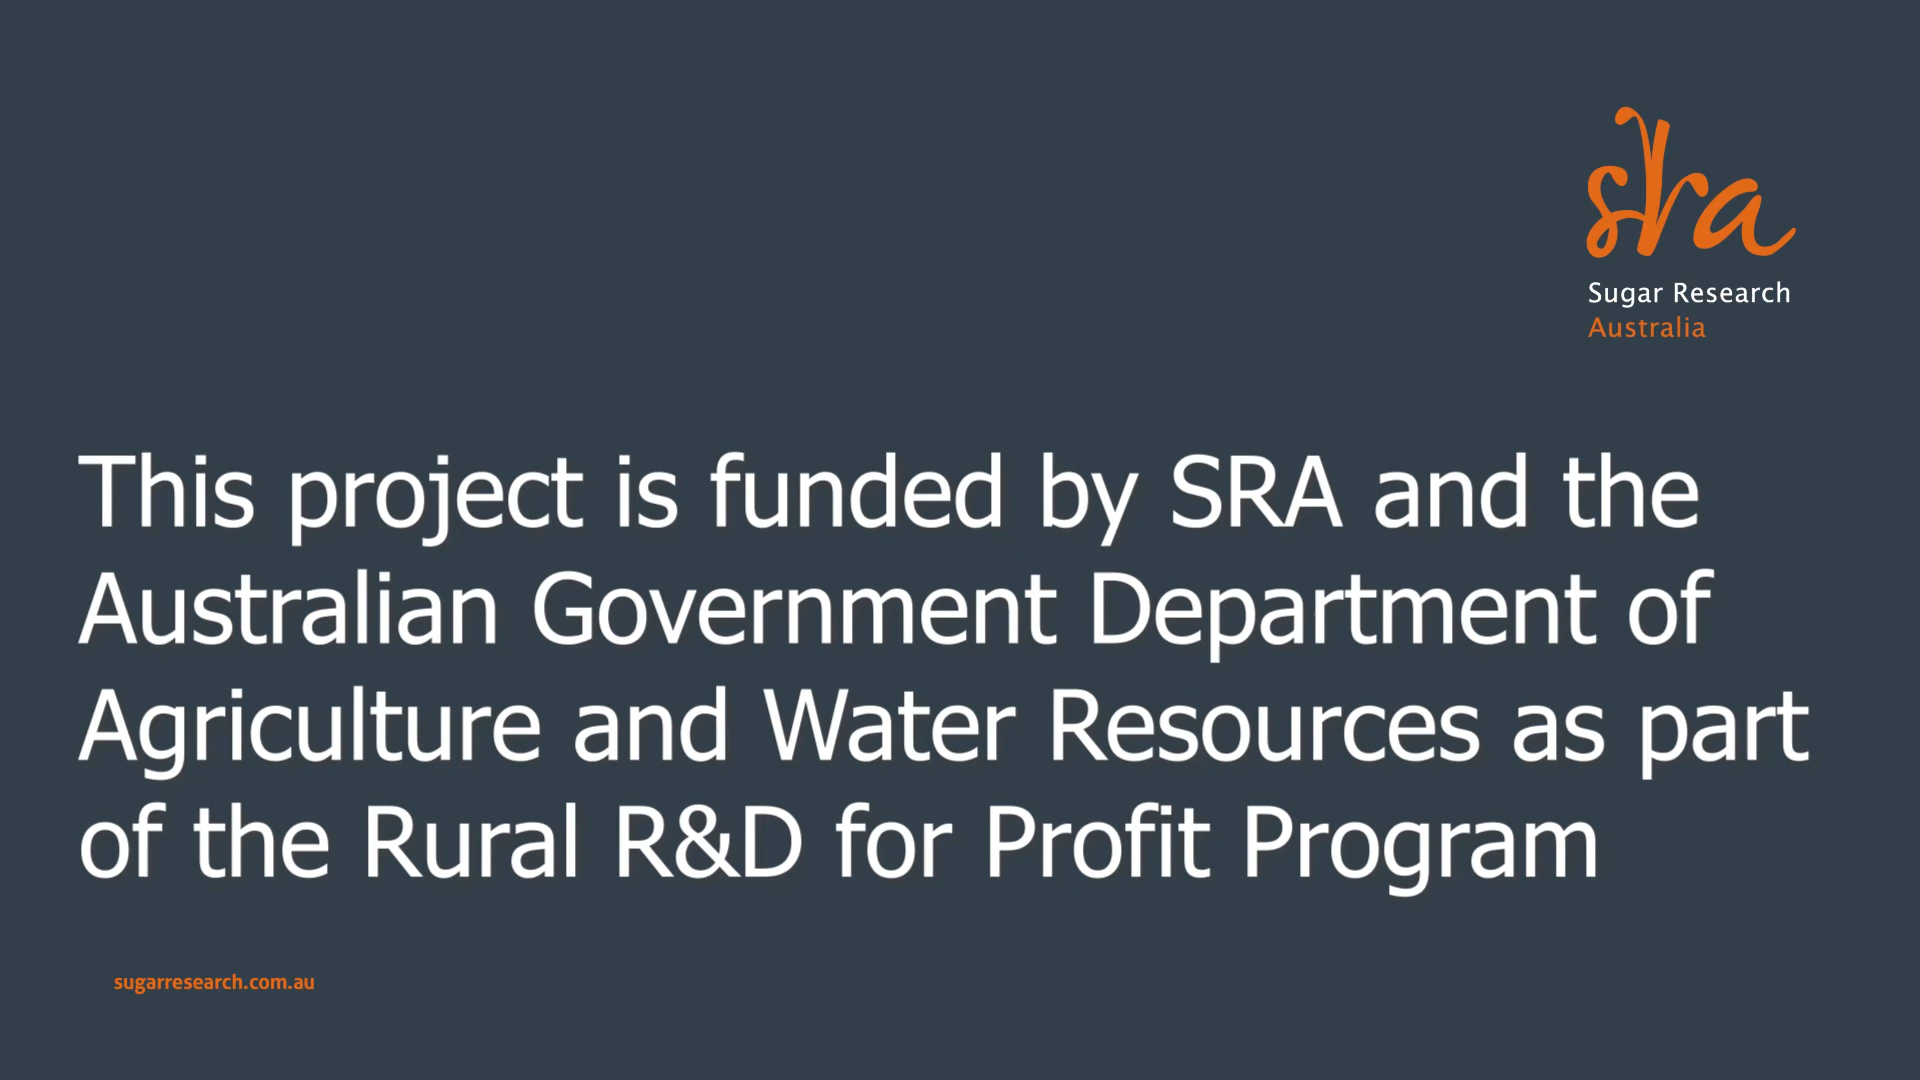 sra
Sugar Research
Australia
This project is funded by SRA and the
Australian Government Department of
Agriculture and Water Resources as part
of the Rural R&D for Profit Program
sugarresearch.com.au